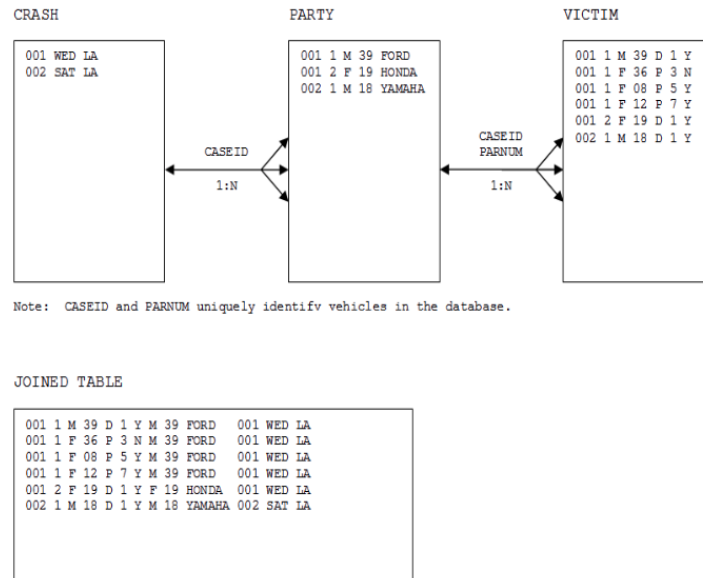 CRASH
PARTY
VICTIM
001 WED LA
002 SAT LA
001 1 M 39 FORD
001 2 F 19 HONDA
002 1 M 18 YAMAHA
001 1 M 39 D 1 Y
001 1 F 36 P 3 N
001 1 F 08 P 5 Y
001 1 F 12 P 7 Y
001 2 F 19 D 1 Y
002 1 M 18 D 1 Y
CASEID
1:N
CASEID
PARNUM
1:N
Note: CASEID and PARNUM uniquely identify vehicles in the database.
JOINED TABLE
001 1 M 39 D 1 Y M 39 FORD 001 WED LA
001 1 F 36 P 3 N M 39 FORD 001 WED LA
001 1 F 08 P 5 Y M 39 FORD 001 WED LA
001 1 F 12 P 7 Y M 39 FORD 001 WED LA
001 2 F 19 D 1 Y F 19 HONDA 001 WED LA
002 1 M 18 D 1 Y M 18 YAMAHA 002 SAT LA